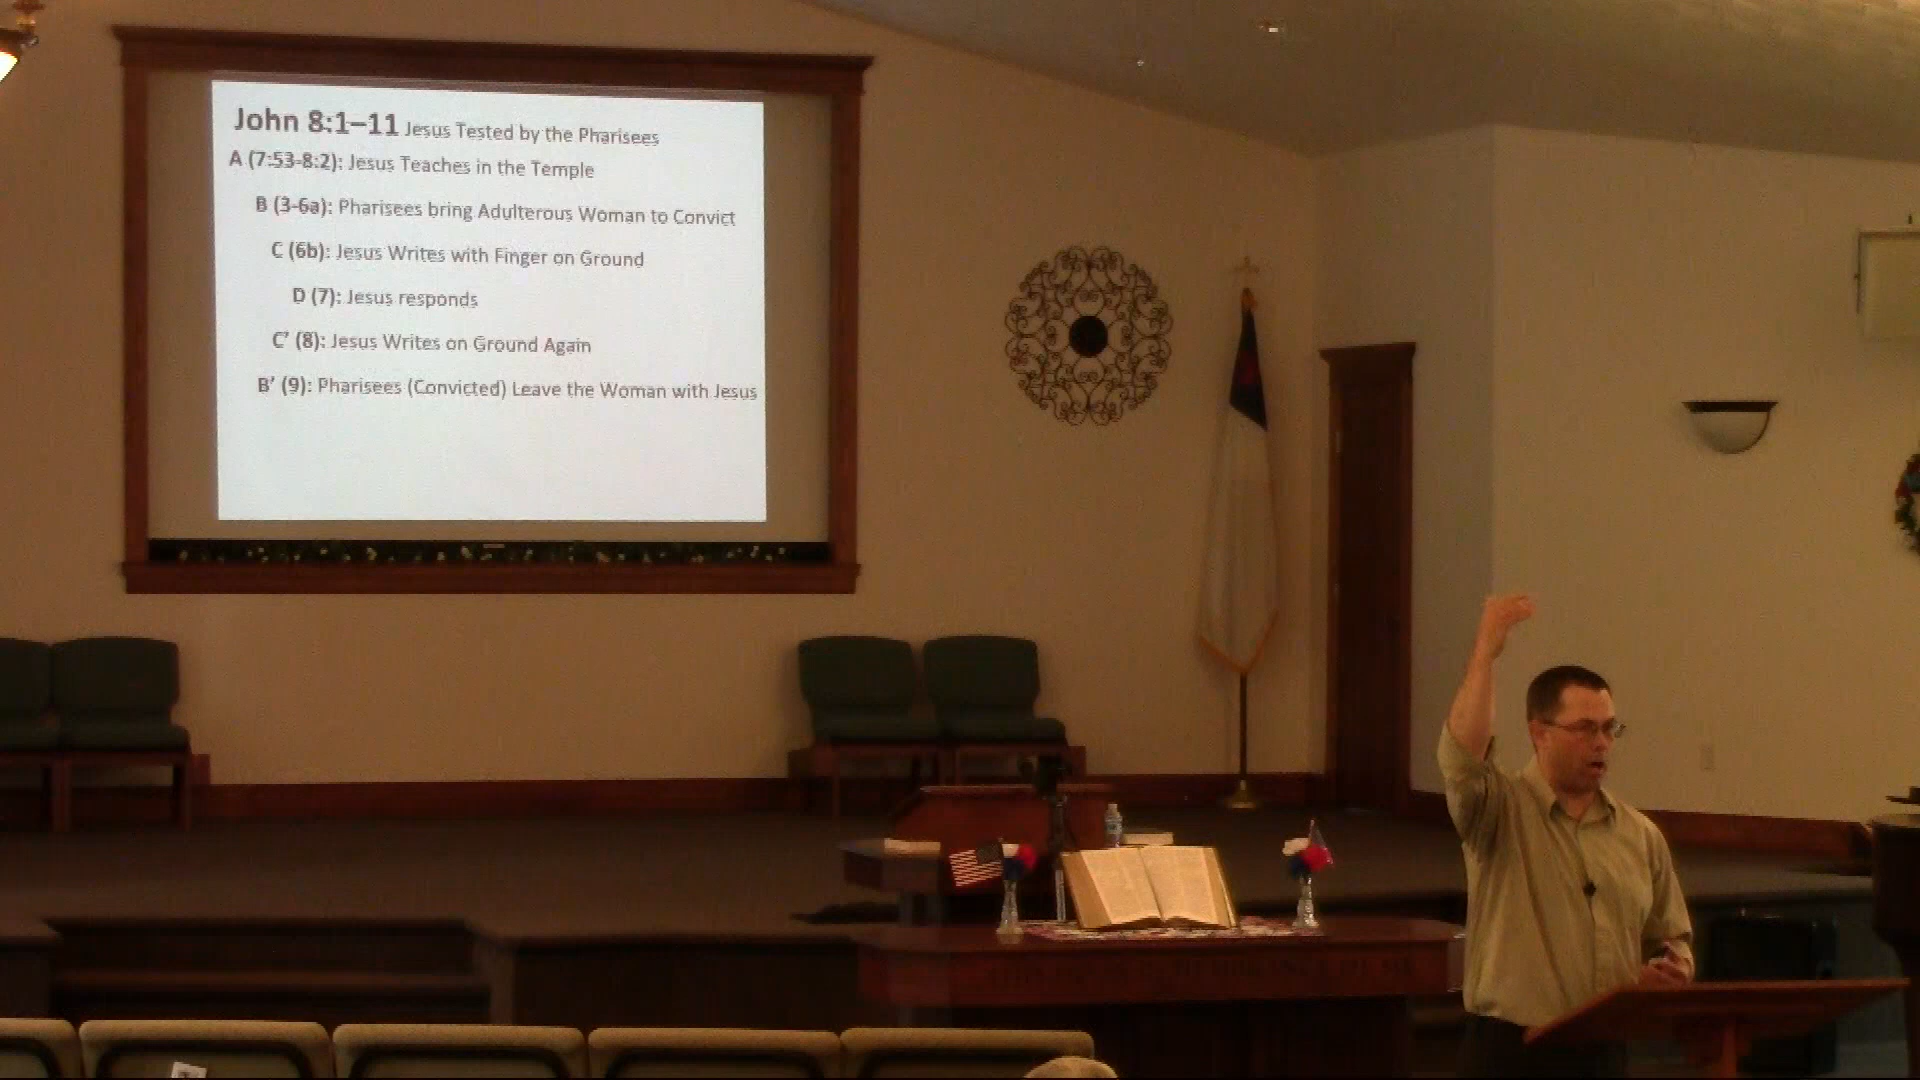 John 8:1–11 Jesus Tested by the Pharisees
A (7:53-8:2): Jesus Teaches in the Temple
B (3-6a): Pharisees bring Adulterous Woman to Convict
C (6b): Jesus Writes with Finger on Ground
D (7): Jesus responds
C’ (8): Jesus Writes on Ground Again
B’ (9): Pharisees (Convicted) Leave the Woman with Jesus